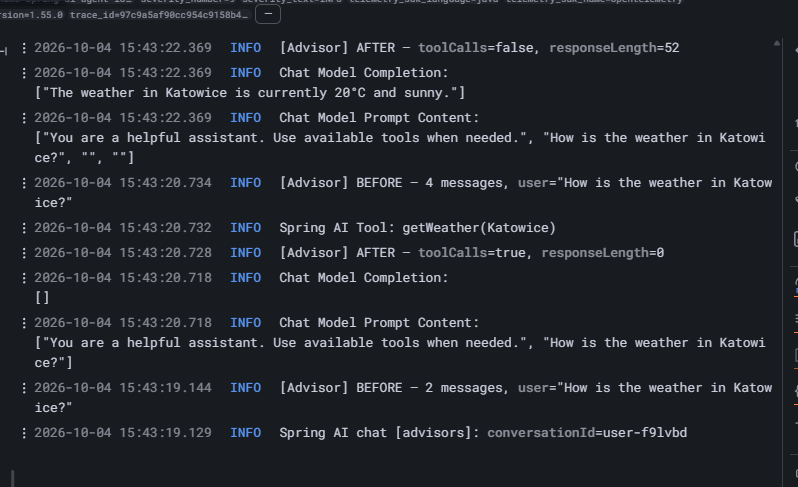 rsion=1.55.0 trace_id=97c9a5af90cc954c9158b4…
2026-10-04 15:43:22.369 INFO [Advisor] AFTER — toolCalls=false, responseLength=52
2026-10-04 15:43:22.369 INFO Chat Model Completion:
["The weather in Katowice is currently 20°C and sunny."]
2026-10-04 15:43:22.369 INFO Chat Model Prompt Content:
["You are a helpful assistant. Use available tools when needed.", "How is the weather in Katowi
ce?", "", ""]
2026-10-04 15:43:20.734 INFO [Advisor] BEFORE — 4 messages, user="How is the weather in Katow
ice?"
2026-10-04 15:43:20.732 INFO Spring AI Tool: getWeather(Katowice)
2026-10-04 15:43:20.728 INFO [Advisor] AFTER — toolCalls=true, responseLength=0
2026-10-04 15:43:20.718 INFO Chat Model Completion:
[]
2026-10-04 15:43:20.718 INFO Chat Model Prompt Content:
["You are a helpful assistant. Use available tools when needed.", "How is the weather in Katowi
ce?"]
2026-10-04 15:43:19.144 INFO [Advisor] BEFORE — 2 messages, user="How is the weather in Katow
ice?"
2026-10-04 15:43:19.129 INFO Spring AI chat [advisors]: conversationId=user-f9lvbd